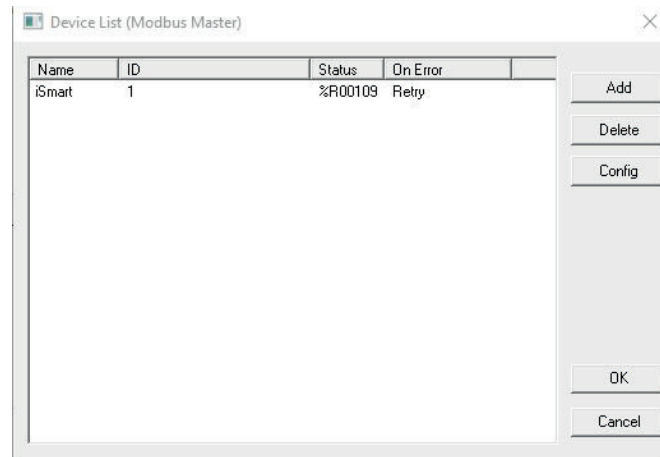 Device List (Modbus Master)
Name ID Status On Error
iSmart 1 %R00109 Retry
Add
Delete
Config
OK
Cancel